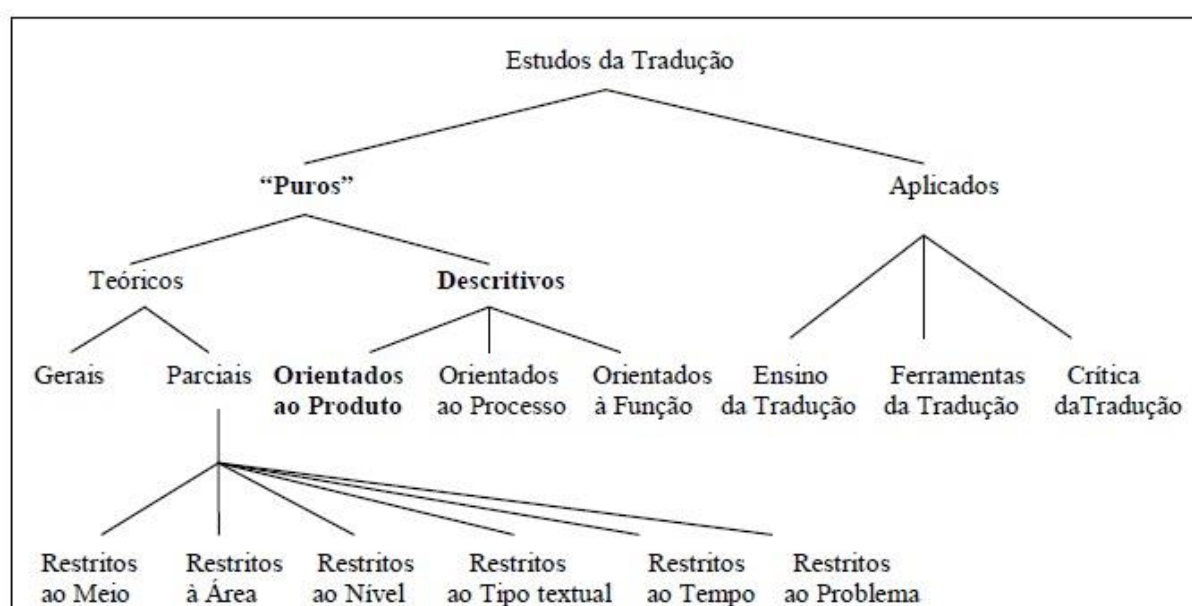 Estudos da Tradução
“Puros” Aplicados
Teóricos Descritivos
Gerais Parciais Orientados Orientados Orientados Ensino Ferramentas Crítica
ao Produto ao Processo à Função da Tradução da Tradução daTradução
Restritos Restritos Restritos Restritos Restritos Restritos
ao Meio à Área ao Nível ao Tipo textual ao Tempo ao Problema